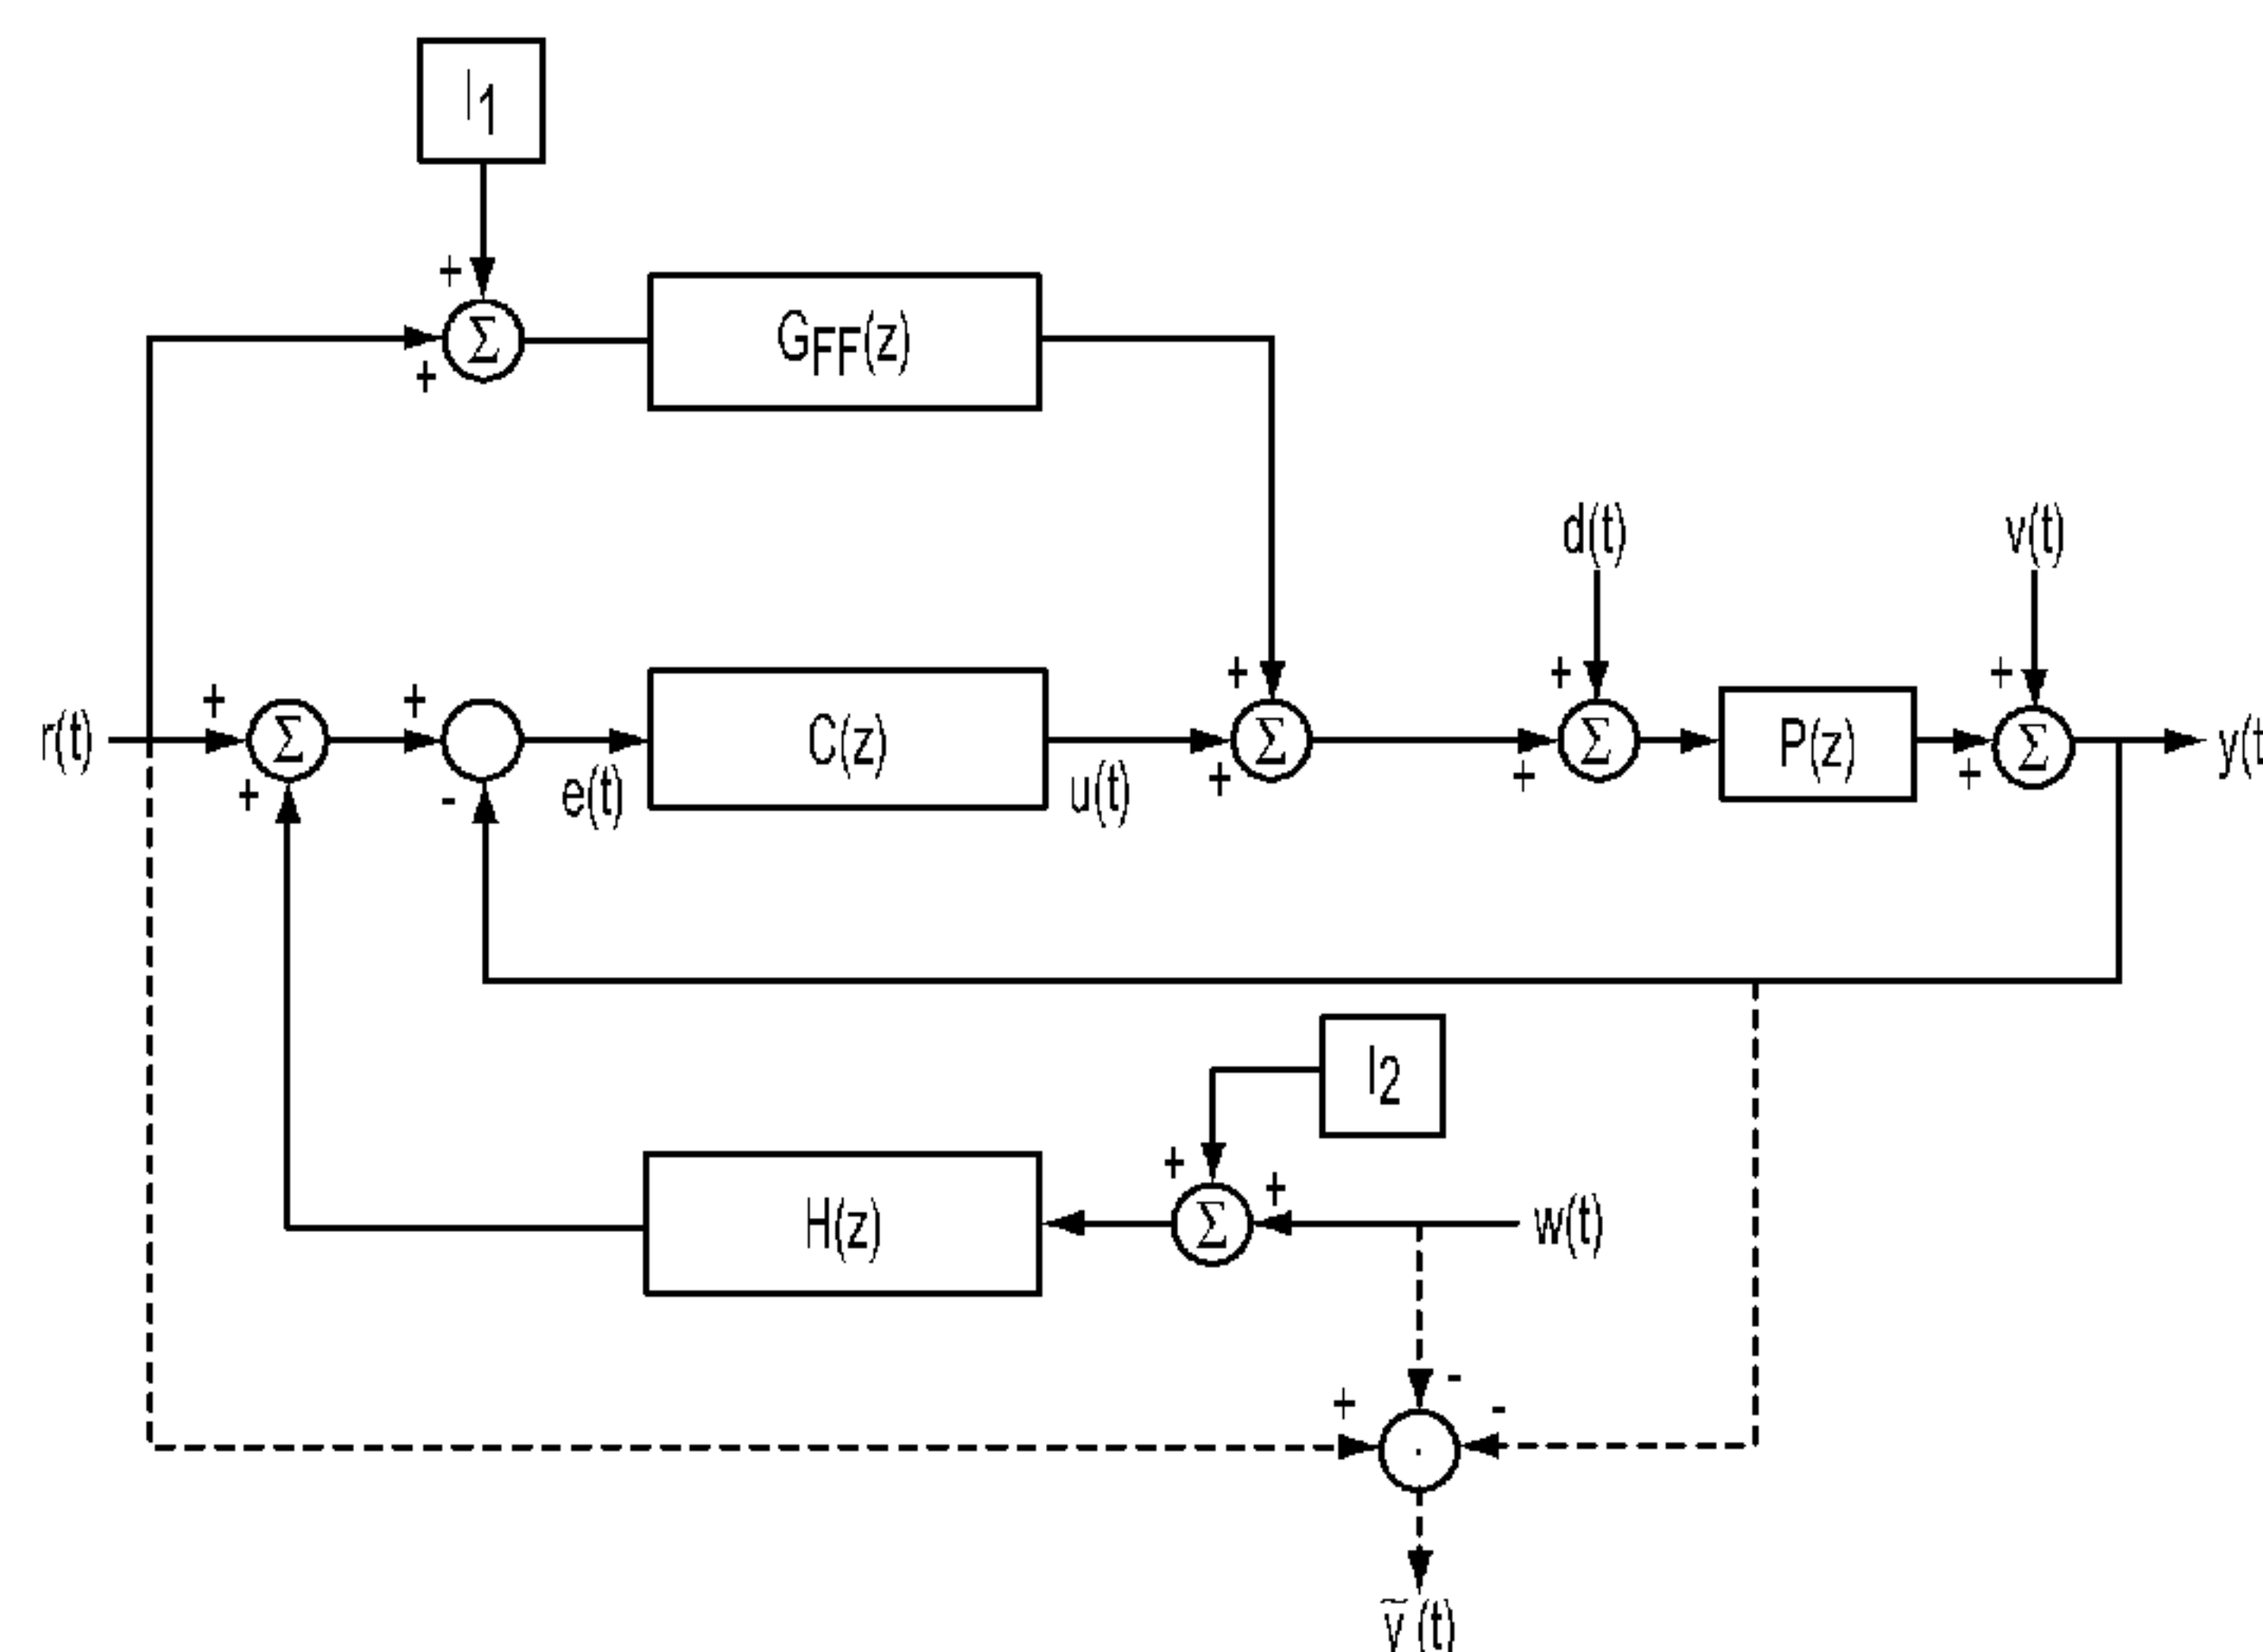 I1
+
Σ
+
GFF(z)
d(t)
v(t)
r(t)
+
Σ
+
+
-
e(t)
C(z)
u(t)
+
Σ
+
+
Σ
+
P(z)
+
Σ
+
y(t
I2
H(z)
+
Σ
+
w(t)
+
-
-
ỹ(t)